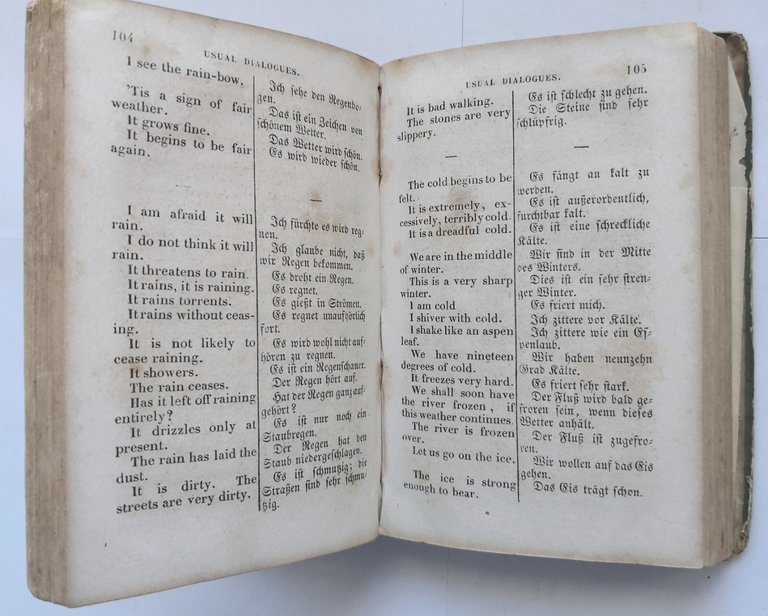 104
USUAL DIALOGUES.
I see the rain-bow.
'Tis a sign of fair
weather.
It grows fine.
It begins to be fair
again.
I am afraid it will
rain.
I do not think it will
rain.
It threatens to rain.
It rains, it is raining.
It rains torrents.
It rains without ceas-
ing.
It is not likely to
cease raining.
It showers.
The rain ceases.
Has it left off raining
entirely?
It drizzles only at
present.
The rain has laid the
dust.
It is dirty. The
streets are very dirty.
Ich sehe den Regenbo-
gen.
Das ist ein Zeichen von
schönem Wetter.
Das Wetter wird schön.
Es wird wieder schön.
—
Ich fürchte es wird reg-
nen.
Ich glaube nicht, daß
wir Regen bekommen.
Es droht ein Regen.
Es regnet.
Es gießt in Strömen.
Es regnet unaufhörlich
fort.
Es wird wohl nicht auf-
hören zu regnen.
Es ist ein Regenschauer.
Der Regen hört auf.
Hat der Regen ganz auf-
gehört?
Es ist nur noch ein
Staubregen.
Der Regen hat den
Staub niedergeschlagen.
Es ist schmutzig; die
Straßen sind sehr schmu-
tzig.
USUAL DIALOGUES.
105
It is bad walking.
The stones are very
slippery.
—
The cold begins to be
felt.
It is extremely, ex-
cessively, terribly cold.
It is a dreadful cold.
We are in the middle
of winter.
This is a very sharp
winter.
I am cold
I shiver with cold.
I shake like an aspen
leaf.
We have nineteen
degrees of cold.
It freezes very hard.
We shall soon have
the river frozen, if
this weather continues.
The river is frozen
over.
Let us go on the ice.
The ice is strong
enough to bear.
Es ist schlecht zu gehen.
Die Steine sind sehr
schlüpfrig.
—
Es fängt an kalt zu
werden.
Es ist außerordentlich,
furchtbar kalt.
Es ist eine schreckliche
Kälte.
Wir sind in der Mitte
des Winters.
Dies ist ein sehr stren-
ger Winter.
Es friert mich.
Ich zittere vor Kälte.
Ich zittere wie ein Es-
penlaub.
Wir haben neunzehn
Grad Kälte.
Es friert sehr stark.
Der Fluß wird bald ge-
froren sein, wenn dieses
Wetter anhält.
Der Fluß ist zugefro-
ren.
Wir wollen auf das Eis
gehen.
Das Eis trägt schon.